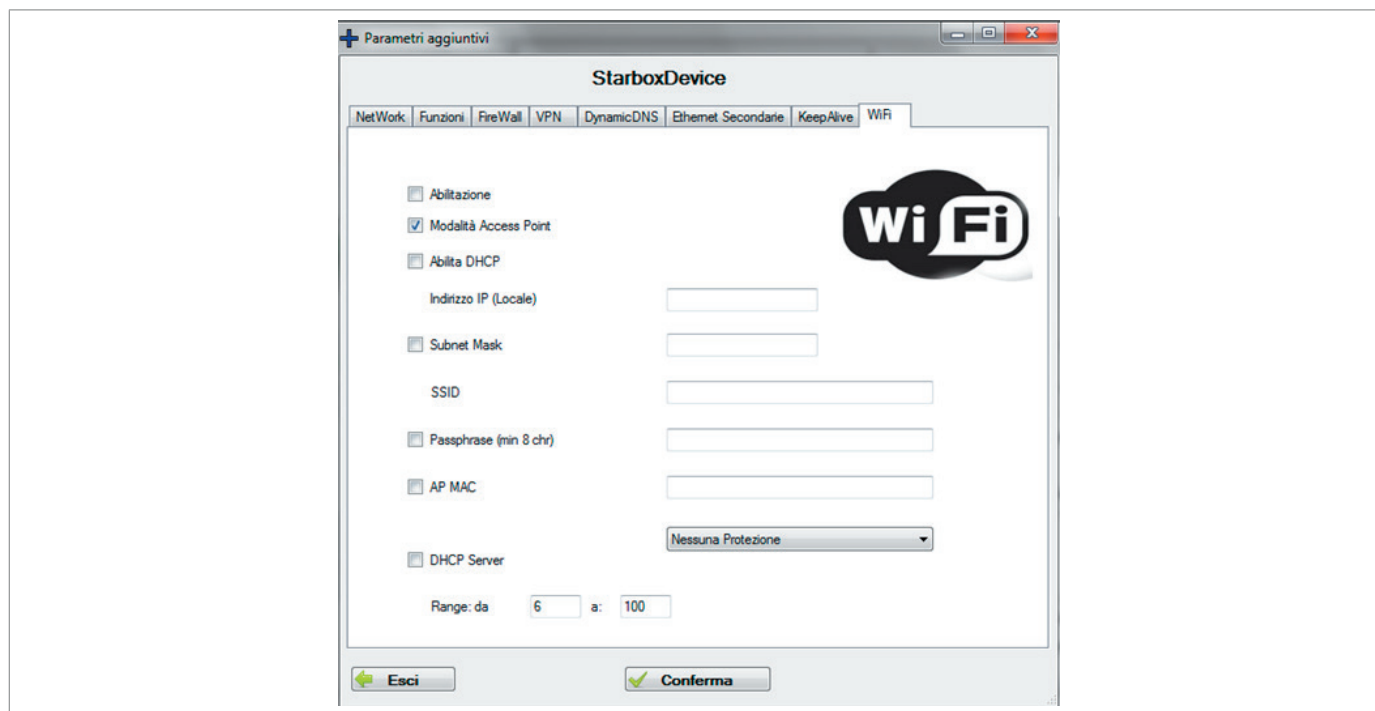 Parametri aggiuntivi
StarboxDevice
NetWork Funzioni FireWall VPN DynamicDNS Ethernet Secondarie KeepAlive WiFi
Abilitazione
Modalità Access Point
WiFi
Abilita DHCP
Indirizzo IP (Locale)
Subnet Mask
SSID
Passphrase (min 8 chr)
AP MAC
Nessuna Protezione
DHCP Server
Range: da 6 a: 100
Esci Conferma